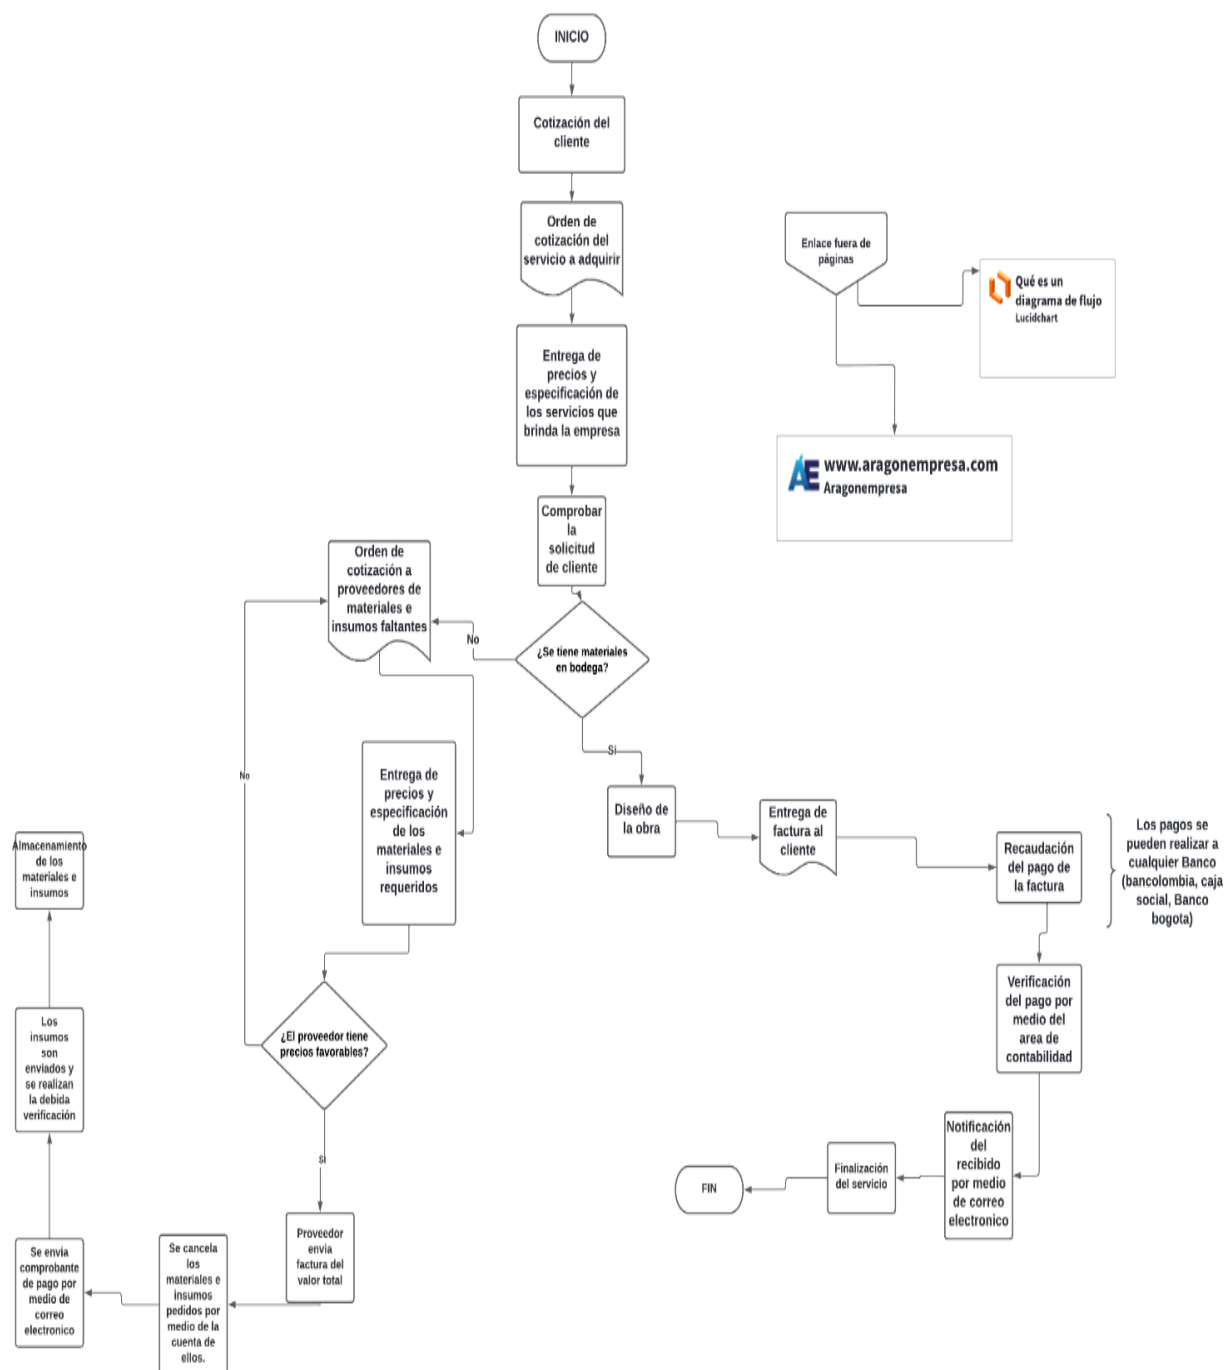 INICIO
Cotización del
cliente
Orden de
cotización del
servicio a adquirir
Entrega de
precios y
especificación de
los servicios que
brinda la empresa
Comprobar
la
solicitud
de cliente
¿Se tiene materiales
en bodega?
No
Si
Enlace fuera de
páginas
Qué es un
diagrama de flujo
Lucidchart
www.aragonempresa.com
Aragonempresa
Orden de
cotización a
proveedores de
materiales e
insumos faltantes
Entrega de
precios y
especificación
de los
materiales e
insumos
requeridos
¿El proveedor tiene
precios favorables?
No
SI
Proveedor
envia
factura del
valor total
Se cancela
los
materiales e
insumos
pedidos por
medio de la
cuenta de
ellos.
Se envia
comprobante
de pago por
medio de
correo
electronico
Los
insumos
son
enviados y
se realizan
la debida
verificación
Almacenamiento
de los
materiales e
insumos
Diseño de
la obra
Entrega de
factura al
cliente
Recaudación
del pago de
la factura
Los pagos se
pueden realizar a
cualquier Banco
(bancolombia, caja
social, Banco
bogota)
Verificación
del pago por
medio del
area de
contabilidad
Notificación
del
recibido
por medio
de correo
electronico
Finalización
del servicio
FIN